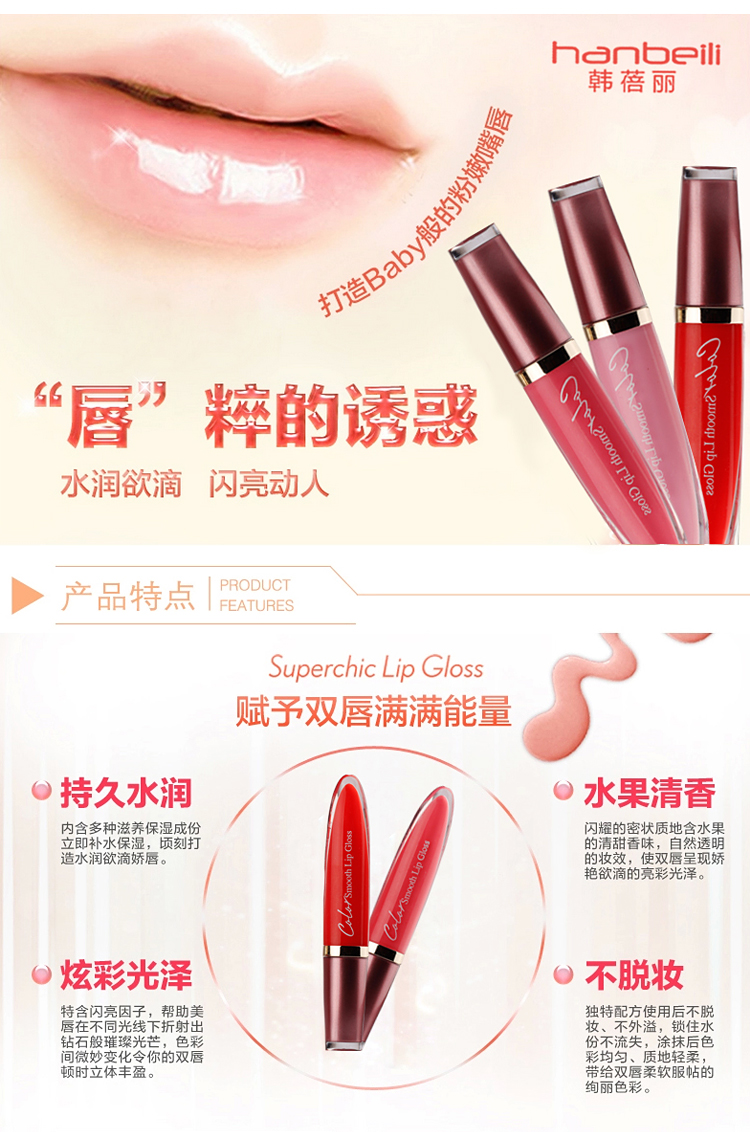 hanbeili
韩蓓丽
打造Baby般的粉嫩嘴唇
“唇”粹的诱惑
水润欲滴 闪亮动人
Color Smooth Lip Gloss
Color Smooth Lip Gloss
Color Smooth Lip Gloss
产品特点
PRODUCT
FEATURES
Superchic Lip Gloss
赋予双唇满满能量
持久水润
内含多种滋养保湿成份
立即补水保湿，顷刻打
造水润欲滴娇唇。
水果清香
闪耀的密状质地含水果
的清甜香味，自然透明
的妆效，使双唇呈现娇
艳欲滴的亮彩光泽。
Color Smooth Lip Gloss
Color Smooth Lip Gloss
炫彩光泽
特含闪亮因子，帮助美
唇在不同光线下折射出
钻石般璀璨光芒，色彩
间微妙变化令你的双唇
顿时立体丰盈。
不脱妆
独特配方使用后不脱
妆、不外溢，锁住水
份不流失，涂抹后色
彩均匀、质地轻柔，
带给双唇柔软服帖的
绚丽色彩。